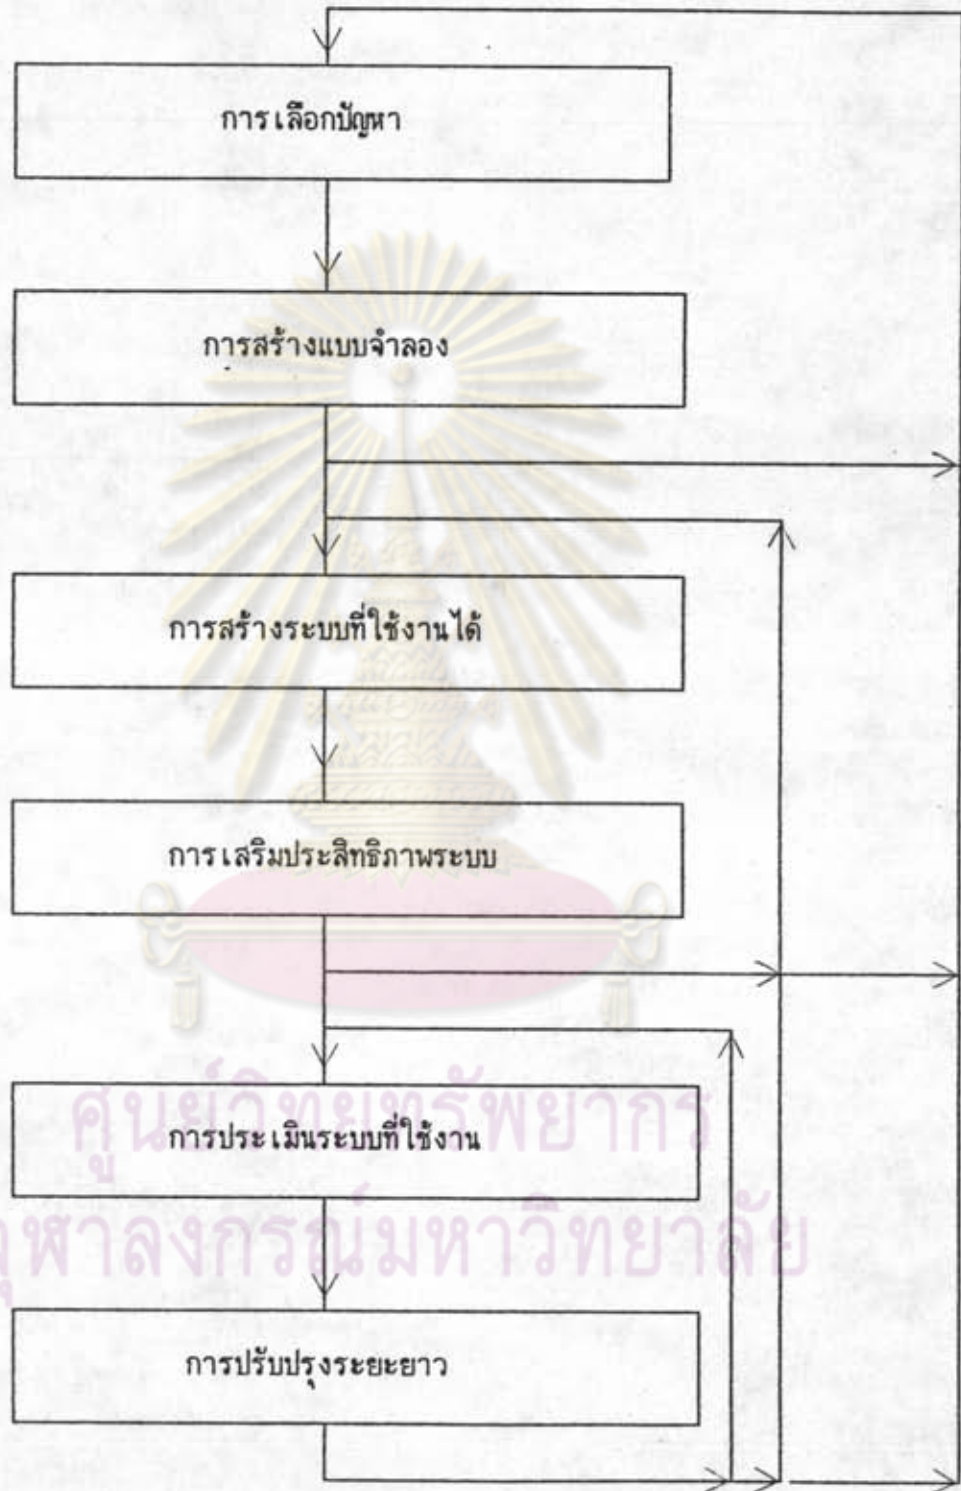 การเลือกปัญหา
การสร้างแบบจำลอง
การสร้างระบบที่ใช้งานได้
การเสริมประสิทธิภาพระบบ
ศูนย์วิทยทรัพยากร
การประเมินระบบที่ใช้งาน
จุฬาลงกรณ์มหาวิทยาลัย
การปรับปรุงระยะยาว